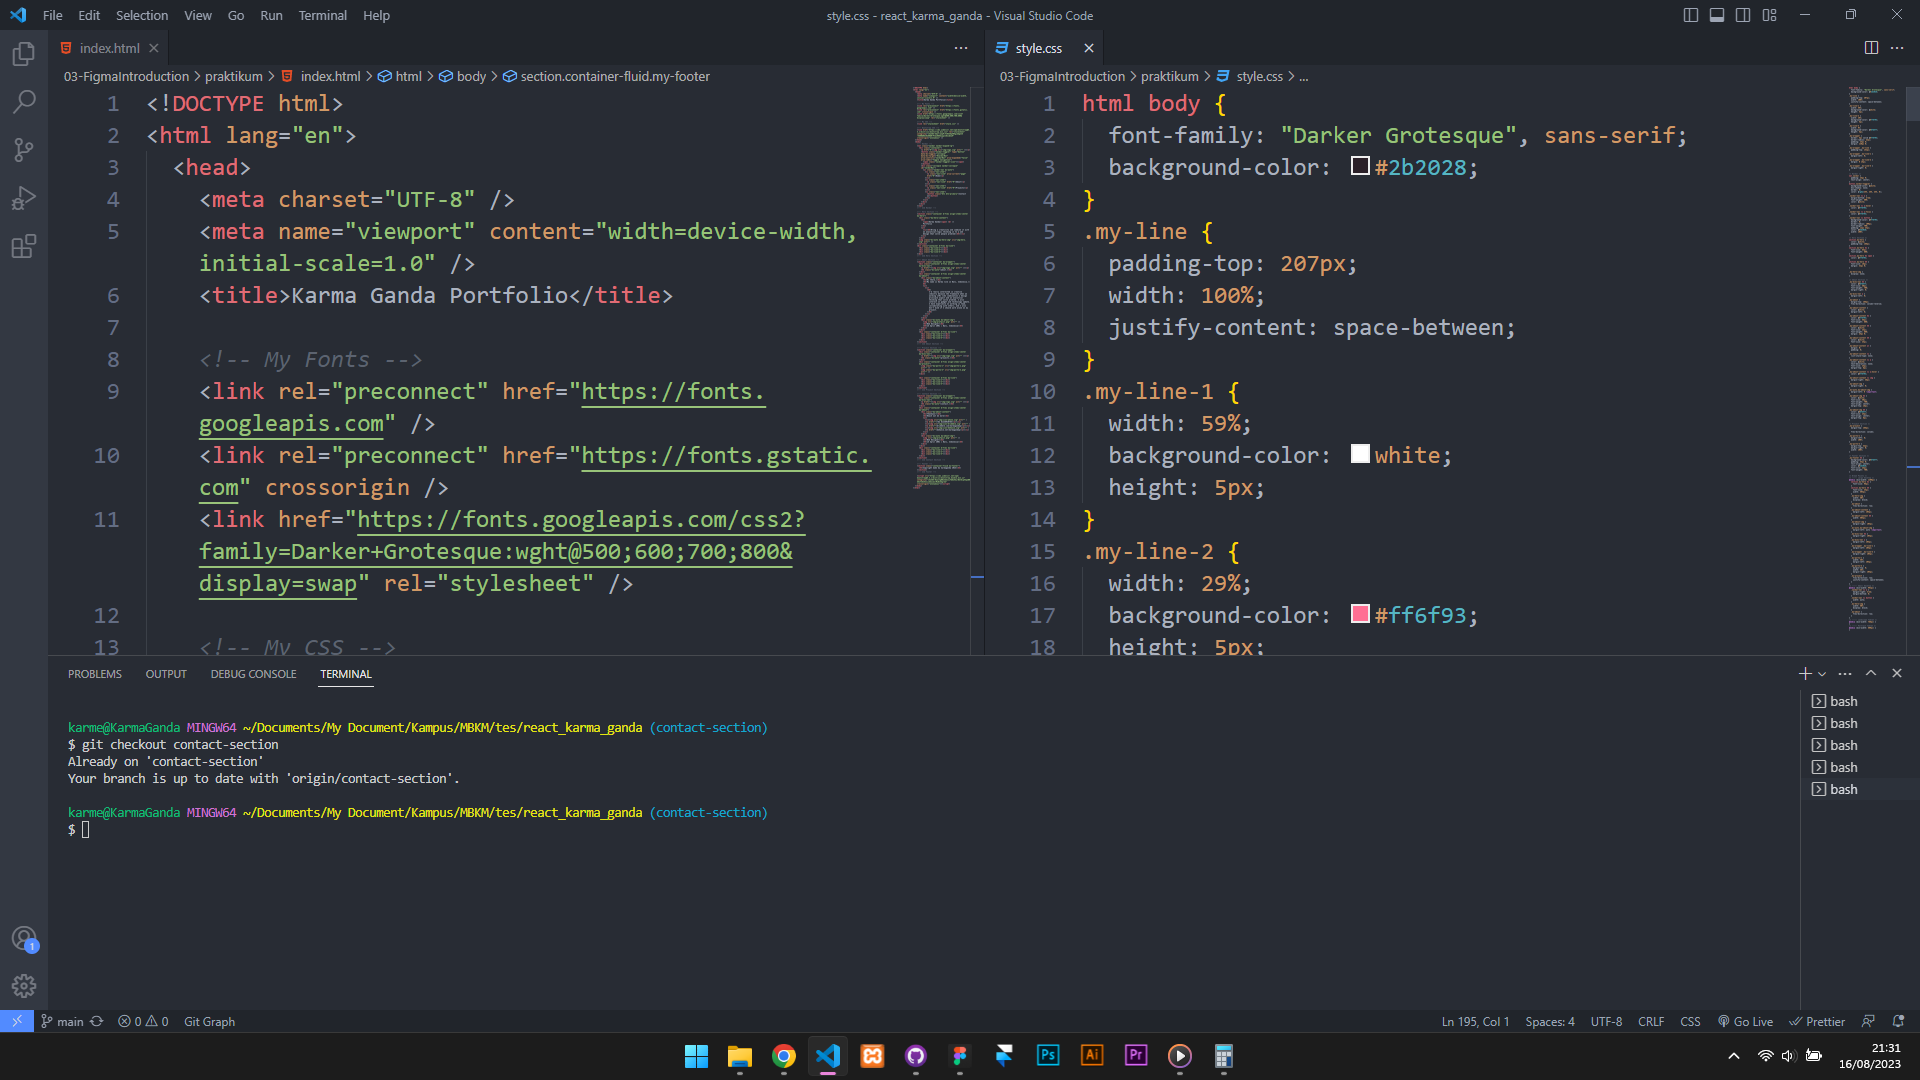 File Edit Selection View Go Run Terminal Help
style.css - react_karma_ganda - Visual Studio Code
index.html
03-FigmaIntroduction > praktikum > index.html > html > body > section.container-fluid.my-footer
1 <!DOCTYPE html>
2 <html lang="en">
3 <head>
4 <meta charset="UTF-8" />
5 <meta name="viewport" content="width=device-width,
initial-scale=1.0" />
6 <title>Karma Ganda Portfolio</title>
7
8 <!-- My Fonts -->
9 <link rel="preconnect" href="https://fonts.
googleapis.com" />
10 <link rel="preconnect" href="https://fonts.gstatic.
com" crossorigin />
11 <link href="https://fonts.googleapis.com/css2?
family=Darker+Grotesque:wght@500;600;700;800&
display=swap" rel="stylesheet" />
12
13 <!-- My CSS -->
style.css
03-FigmaIntroduction > praktikum > style.css > ...
1 html body {
2 font-family: "Darker Grotesque", sans-serif;
3 background-color: #2b2028;
4 }
5 .my-line {
6 padding-top: 207px;
7 width: 100%;
8 justify-content: space-between;
9 }
10 .my-line-1 {
11 width: 59%;
12 background-color: white;
13 height: 5px;
14 }
15 .my-line-2 {
16 width: 29%;
17 background-color: #ff6f93;
18 height: 5px;
PROBLEMS OUTPUT DEBUG CONSOLE TERMINAL
karme@KarmaGanda MINGW64 ~/Documents/My Document/Kampus/MBKM/tes/react_karma_ganda (contact-section)
$ git checkout contact-section
Already on 'contact-section'
Your branch is up to date with 'origin/contact-section'.
karme@KarmaGanda MINGW64 ~/Documents/My Document/Kampus/MBKM/tes/react_karma_ganda (contact-section)
$
bash
bash
bash
bash
bash
1
main 0 0 Git Graph
Ln 195, Col 1 Spaces: 4 UTF-8 CRLF CSS Go Live Prettier
Ps Ai Pr
21:31
16/08/2023